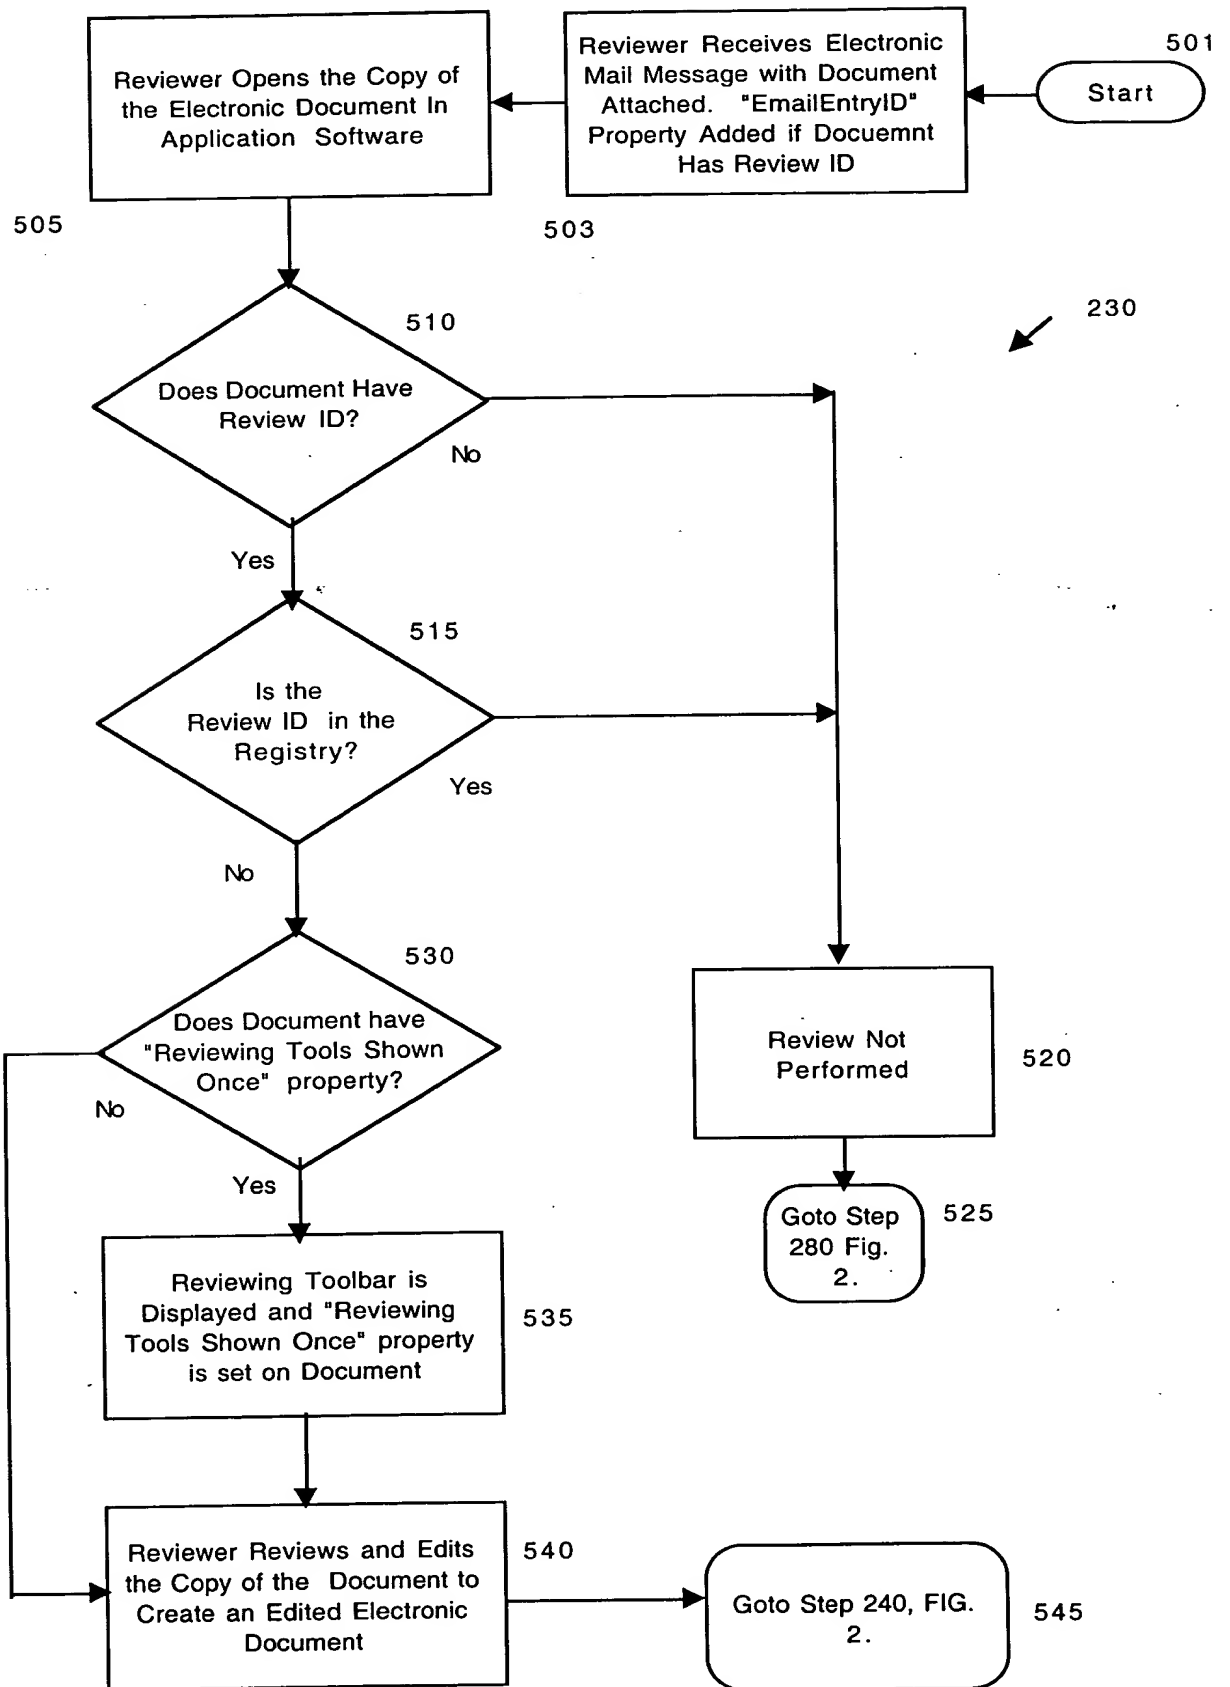 501
Start
Reviewer Receives Electronic
Mail Message with Document
Attached. "EmailEntryID"
Property Added if Docuemnt
Has Review ID
503
Reviewer Opens the Copy of
the Electronic Document In
Application Software
505
230
510
Does Document Have
Review ID?
No
Yes
515
Is the
Review ID in the
Registry?
Yes
No
530
Does Document have
"Reviewing Tools Shown
Once" property?
No
Yes
Review Not
Performed
520
Goto Step
280 Fig.
2.
525
Reviewing Toolbar is
Displayed and "Reviewing
Tools Shown Once" property
is set on Document
535
Reviewer Reviews and Edits
the Copy of the Document to
Create an Edited Electronic
Document
540
Goto Step 240, FIG.
2.
545